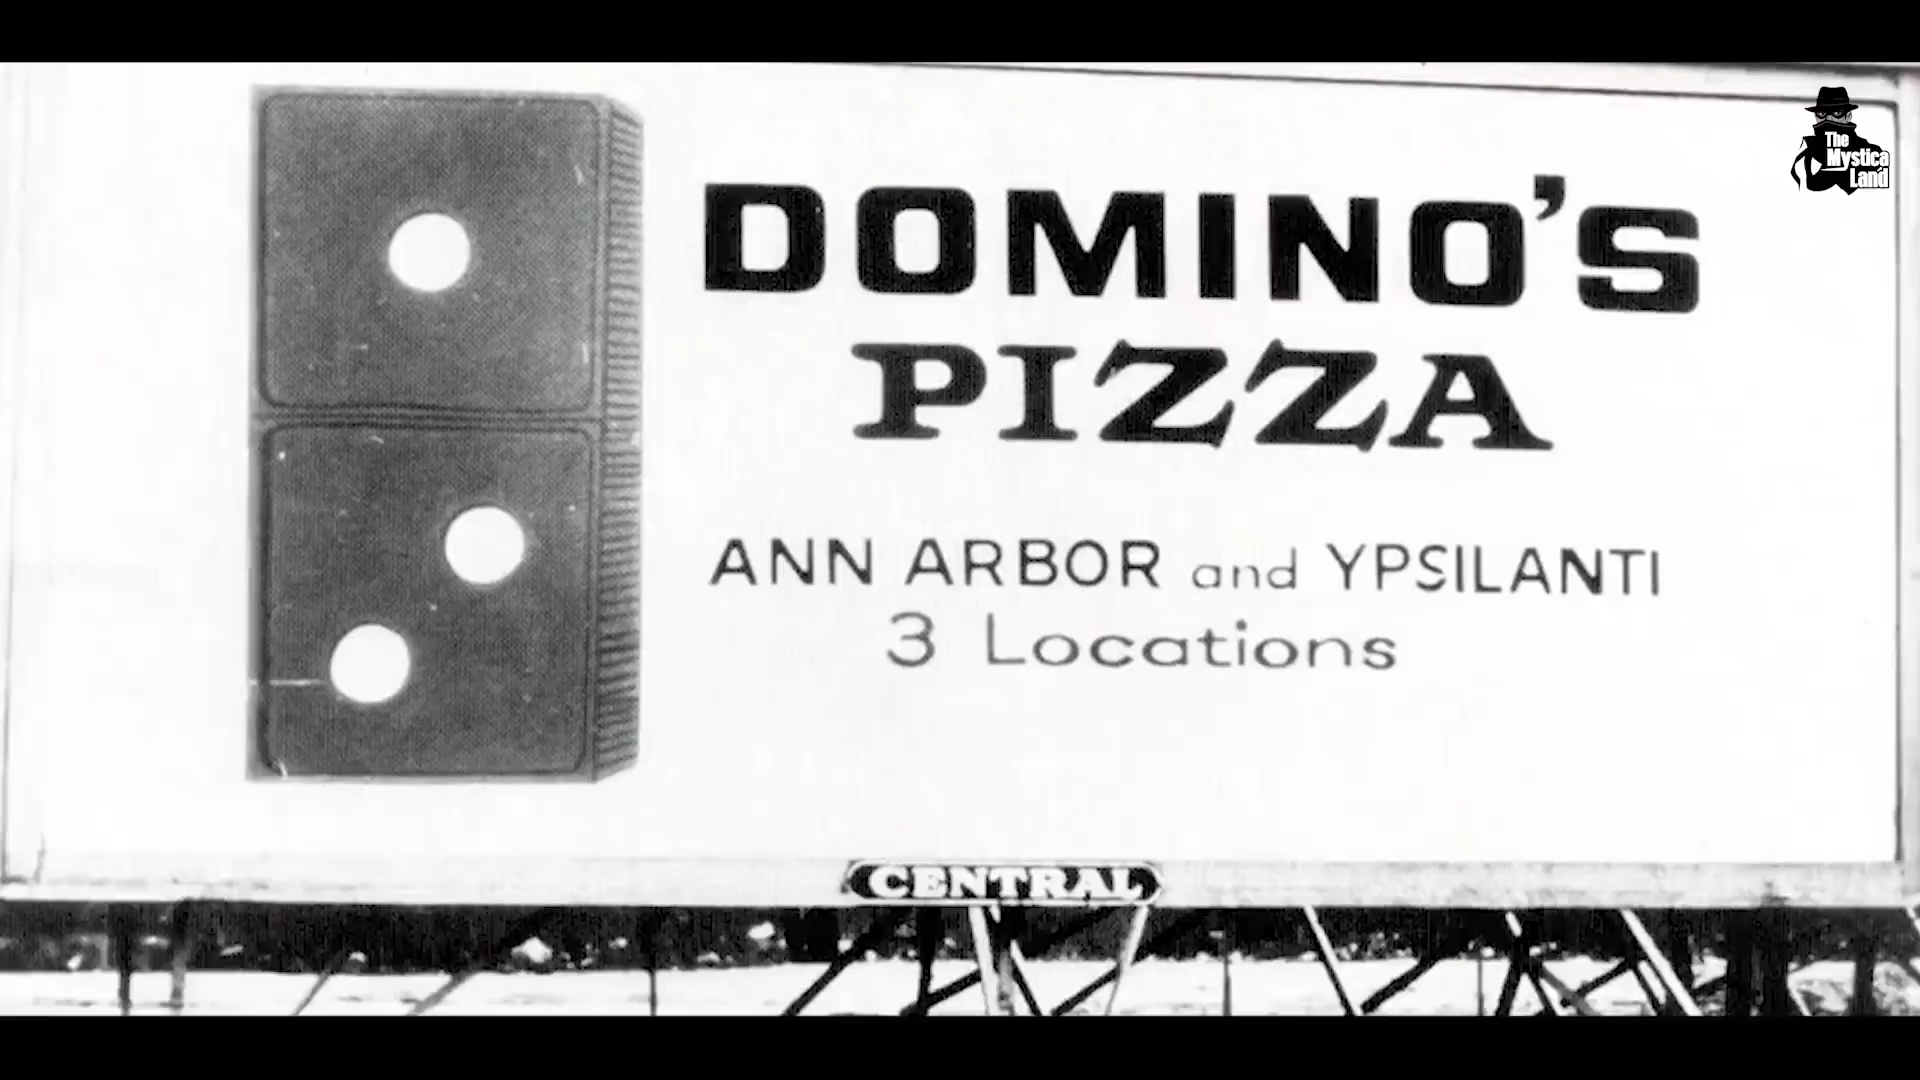 The
Mystica
Land
DOMINO'S
PIZZA
ANN ARBOR and YPSILANTI
3 Locations
CENTRAL